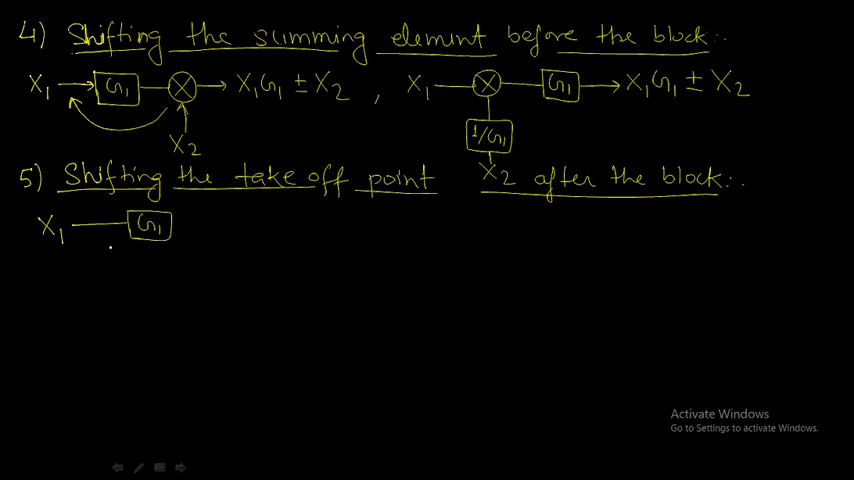 4) Shifting the summing element before the block:
X1 G1 X1G1 ± X2 , X1 G1 X1G1 ± X2
X2 1/G1
5) Shifting the take off point X2 after the block:
X1 G1
Activate Windows
Go to Settings to activate Windows.